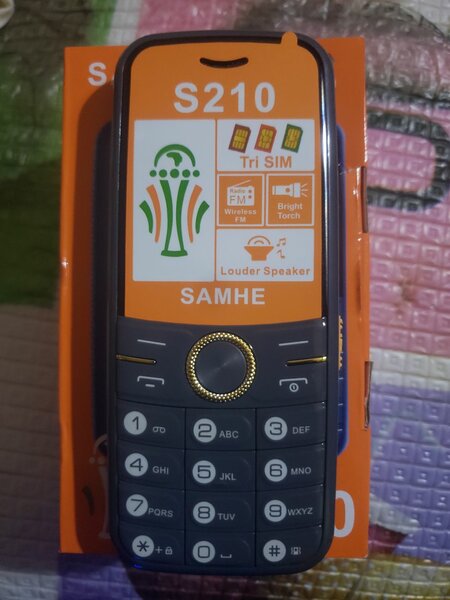 S
S210
Tri SIM
Radio
FM
Wireless
FM
Bright
Torch
Louder Speaker
SAMHE
1
2 ABC
3 DEF
4 GHI
5 JKL
6 MNO
7 PQRS
8 TUV
9 WXYZ
* +
0
#
0